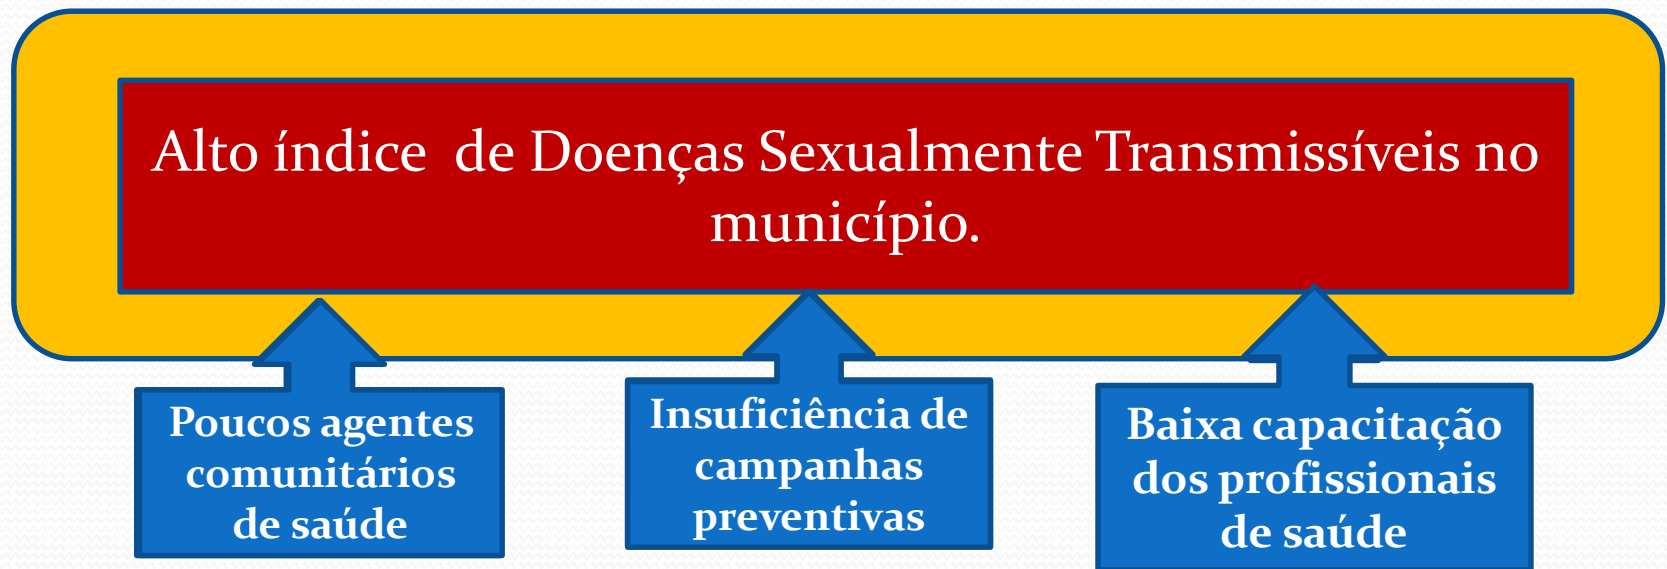 Alto índice  de Doenças Sexualmente Transmissíveis no
município.
Poucos agentes
comunitários
de saúde
Insuficiência de
campanhas
preventivas
Baixa capacitação
dos profissionais
de saúde